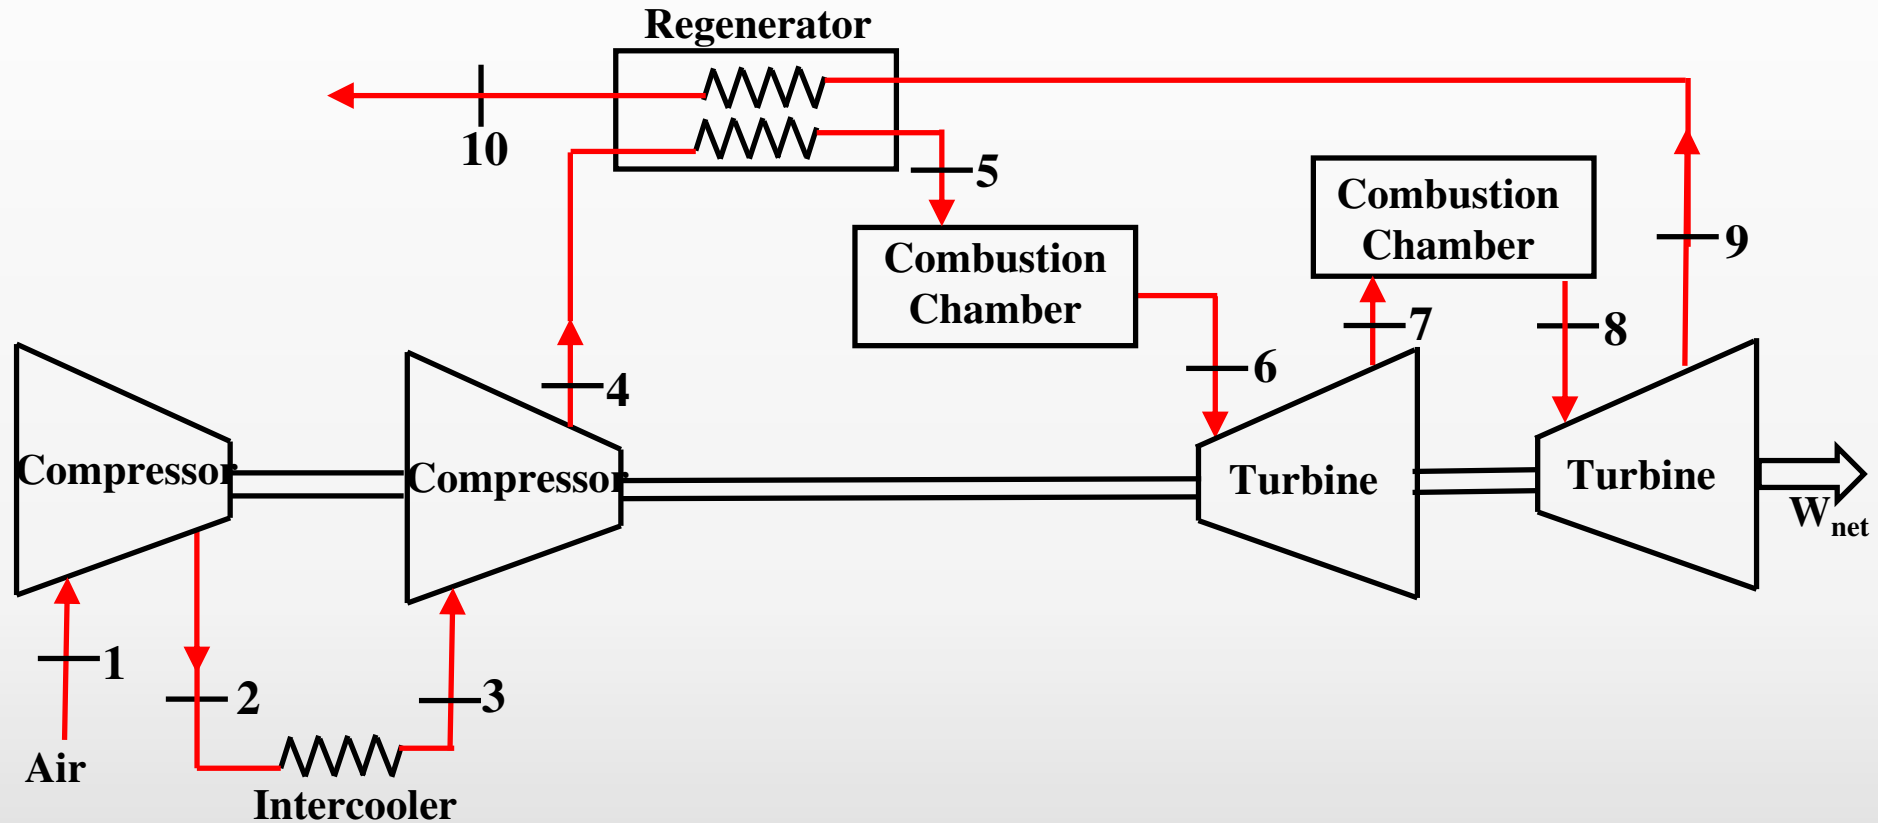 Regenerator
10
5
Combustion
Chamber
Combustion
Chamber
9
7
8
6
4
Compressor
Compressor
Turbine
Turbine
Wnet
1
2
3
Air
Intercooler